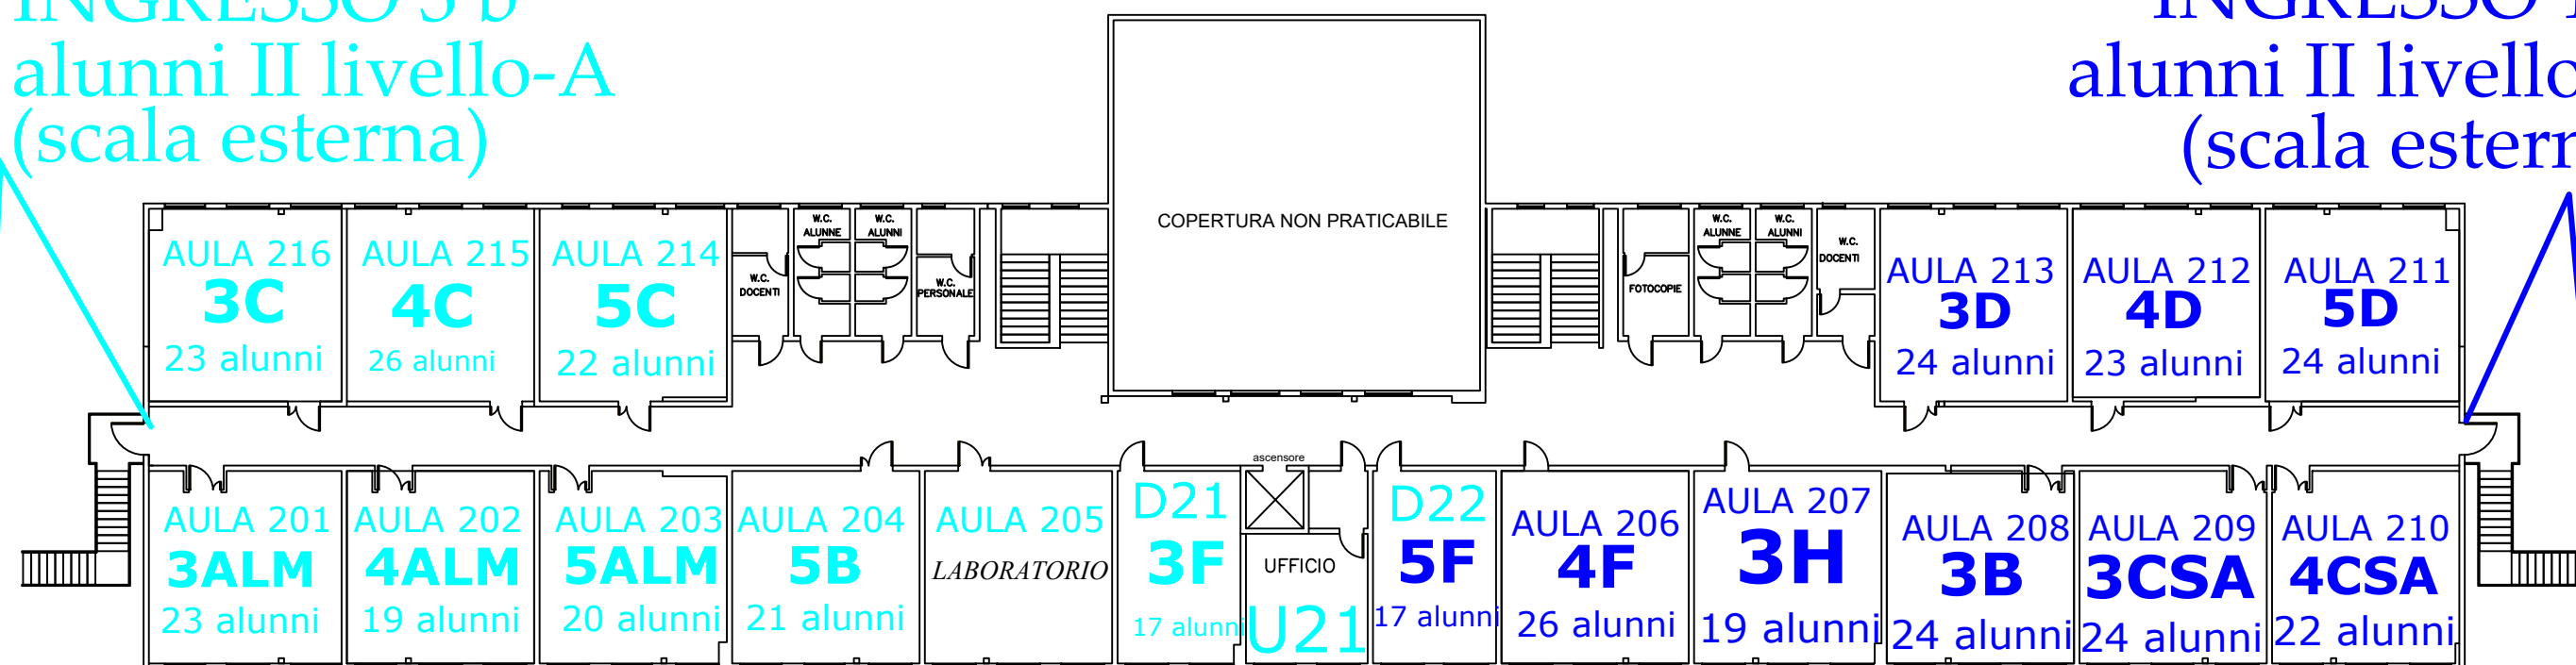 INGRESSO 3 b
alunni II livello-A
(scala esterna)
INGRESSO
alunni II livello
(scala
COPERTURA NON PRATICABILE
AULA 216
3C
23 alunni
AULA 215
4C
26 alunni
AULA 214
5C
22 alunni
W.C.
DOCENTI
W.C.
ALUNNE
W.C.
ALUNNI
W.C.
PERSONALE
FOTOCOPIE
W.C.
ALUNNE
W.C.
ALUNNI
W.C.
DOCENTI
AULA 213
3D
24 alunni
AULA 212
4D
23 alunni
AULA 211
5D
24 alunni
AULA 201
3ALM
23 alunni
AULA 202
4ALM
19 alunni
AULA 203
5ALM
20 alunni
AULA 204
5B
21 alunni
AULA 205
LABORATORIO
D21
3F
17 alunni
ascensore
UFFICIO
U21
D22
5F
17 alunni
AULA 206
4F
26 alunni
AULA 207
3H
19 alunni
AULA 208
3B
24 alunni
AULA 209
3CSA
24 alunni
AULA 210
4CSA
22 alunni